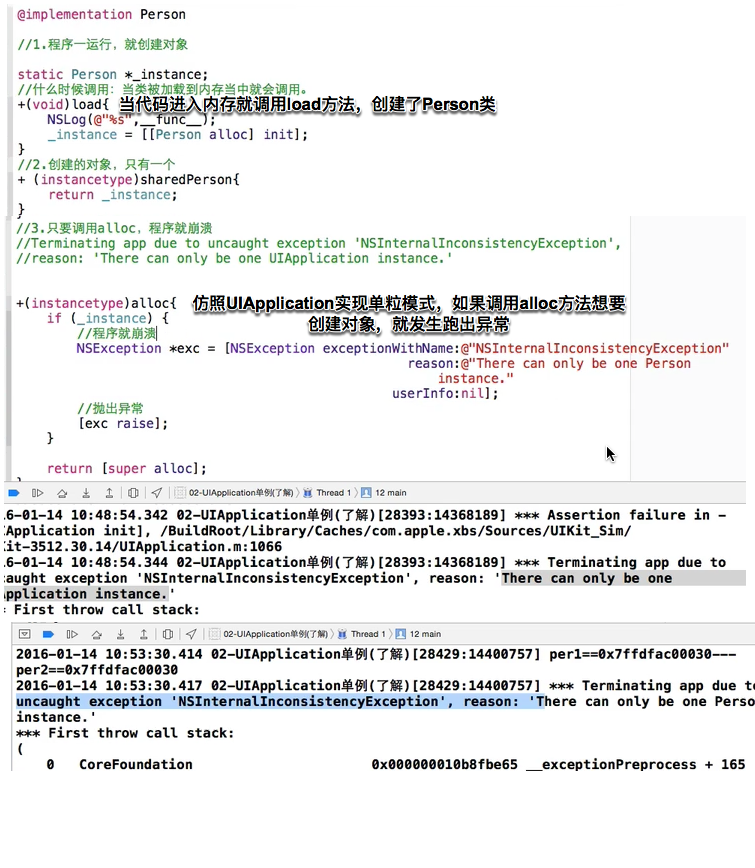 @implementation Person
//1.程序一运行，就创建对象
static Person *_instance;
//什么时候调用：当类被加载到内存当中就会调用。
+(void)load{ 当代码进入内存就调用load方法，创建了Person类
NSLog(@"%s",__func__);
_instance = [[Person alloc] init];
}
//2.创建的对象，只有一个
+ (instancetype)sharedPerson{
return _instance;
}
//3.只要调用alloc，程序就崩溃
//Terminating app due to uncaught exception 'NSInternalInconsistencyException',
//reason: 'There can only be one UIApplication instance.'
+(instancetype)alloc{ 仿照UIApplication实现单粒模式，如果调用alloc方法想要
if (_instance) { 创建对象，就发生跑出异常
//程序就崩溃
NSException *exc = [NSException exceptionWithName:@"NSInternalInconsistencyException"
reason:@"There can only be one Person
instance."
userInfo:nil];
//抛出异常
[exc raise];
}
return [super alloc];
02-UIApplication单例(了解) Thread 1 12 main
6-01-14 10:48:54.342 02-UIApplication单例(了解)[28393:14368189] *** Assertion failure in -
Application init], /BuildRoot/Library/Caches/com.apple.xbs/Sources/UIKit_Sim/
it-3512.30.14/UIApplication.m:1066
6-01-14 10:48:54.344 02-UIApplication单例(了解)[28393:14368189] *** Terminating app due to
caught exception 'NSInternalInconsistencyException', reason: 'There can only be one
pplication instance.'
First throw call stack:
02-UIApplication单例(了解) Thread 1 12 main
2016-01-14 10:53:30.414 02-UIApplication单例(了解)[28429:14400757] per1==0x7ffdfac00030---
per2==0x7ffdfac00030
2016-01-14 10:53:30.417 02-UIApplication单例(了解)[28429:14400757] *** Terminating app due to
uncaught exception 'NSInternalInconsistencyException', reason: 'There can only be one Perso
instance.'
*** First throw call stack:
(
0 CoreFoundation 0x000000010b8fbe65 __exceptionPreprocess + 165